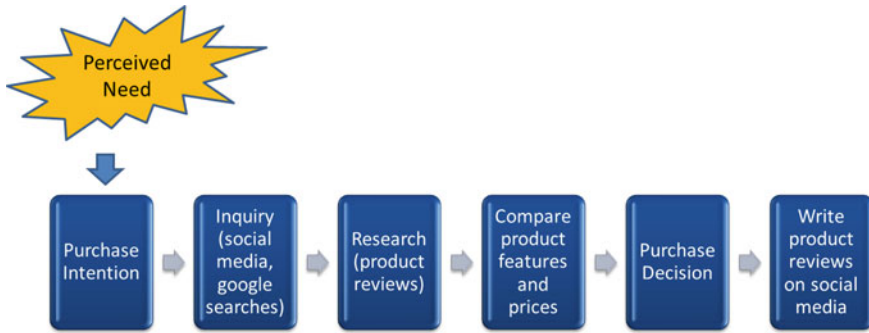 Perceived
Need
Purchase
Intention
Inquiry
(social
media,
google
searches)
Research
(product
reviews)
Compare
product
features
and
prices
Purchase
Decision
Write
product
reviews
on social
media